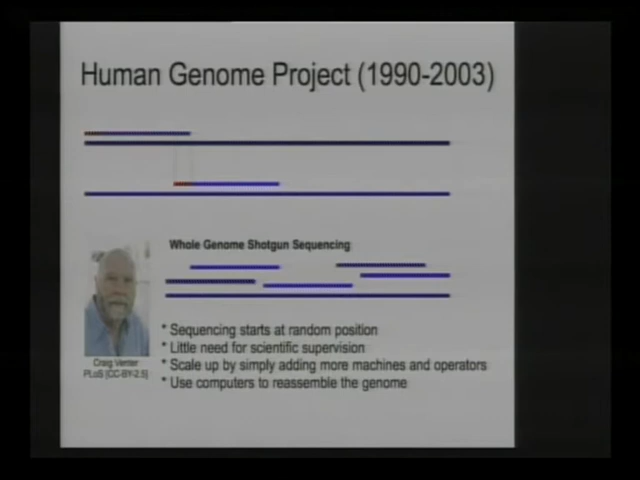 Human Genome Project (1990-2003)
Whole Genome Shotgun Sequencing
* Sequencing starts at random position
* Little need for scientific supervision
* Scale up by simply adding more machines and operators
* Use computers to reassemble the genome
Craig Venter
PLoS [CC-BY-2.5]